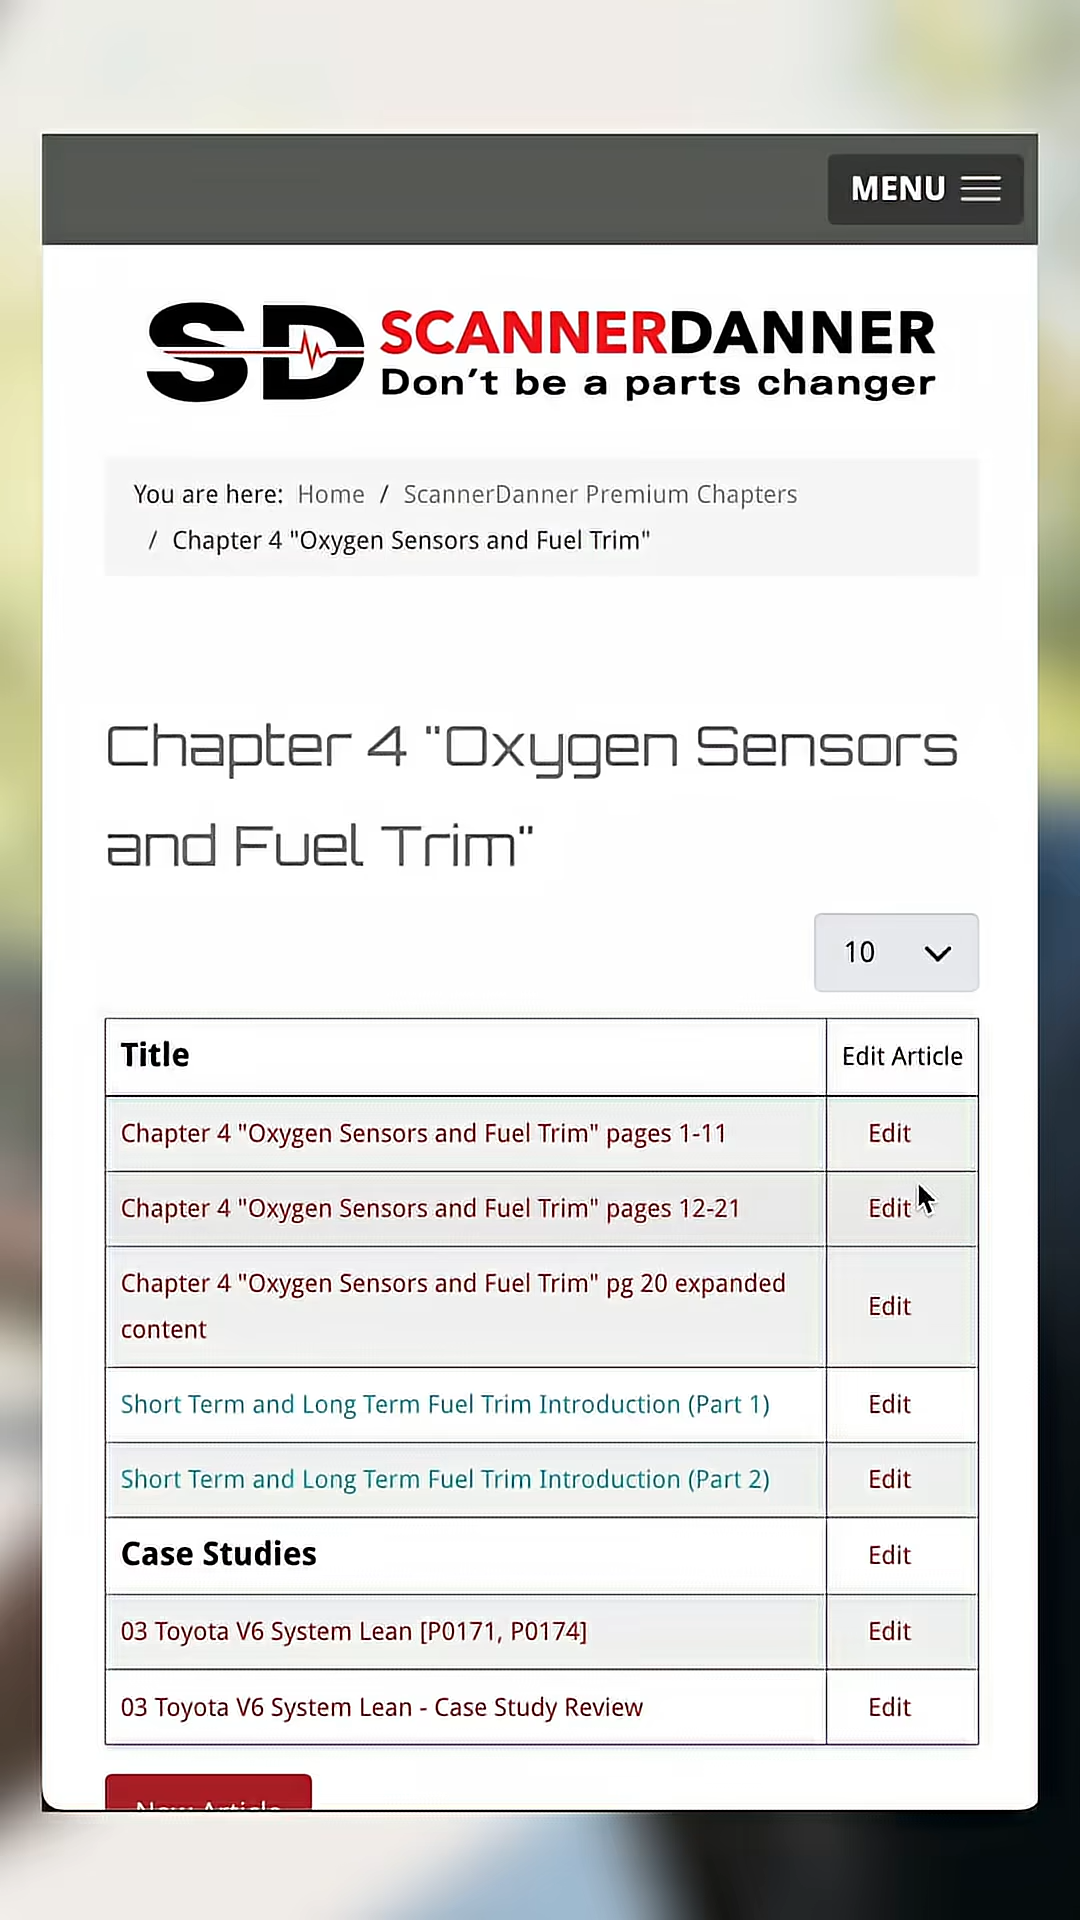 MENU
SD SCANNERDANNER
Don't be a parts changer
You are here: Home / ScannerDanner Premium Chapters
/ Chapter 4 "Oxygen Sensors and Fuel Trim"
Chapter 4 "Oxygen Sensors
and Fuel Trim"
10
Title Edit Article
Chapter 4 "Oxygen Sensors and Fuel Trim" pages 1-11 Edit
Chapter 4 "Oxygen Sensors and Fuel Trim" pages 12-21 Edit
Chapter 4 "Oxygen Sensors and Fuel Trim" pg 20 expanded
content Edit
Short Term and Long Term Fuel Trim Introduction (Part 1) Edit
Short Term and Long Term Fuel Trim Introduction (Part 2) Edit
Case Studies Edit
03 Toyota V6 System Lean [P0171, P0174] Edit
03 Toyota V6 System Lean - Case Study Review Edit
New Article